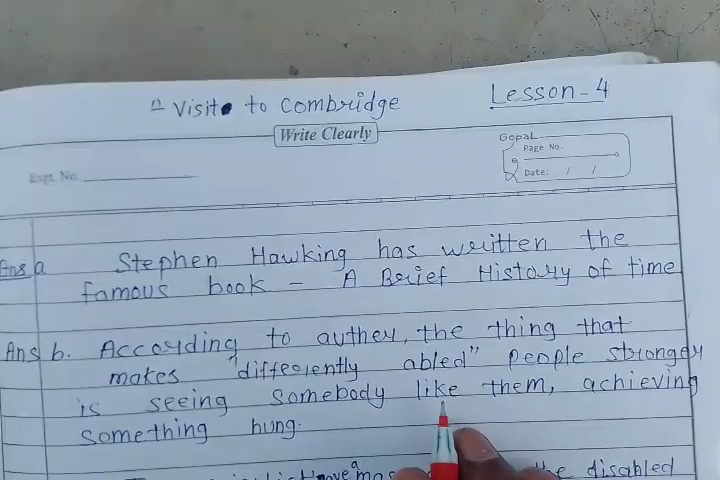 A Visit to Combridge Lesson - 4
Write Clearly
Gopal
Page No.
Expt. No.
Date: / /
Ans a Stephen Hawking has written the
famous book - A Brief History of time
Ans b. According to auther, the thing that
makes "differently abled" people strongey
is seeing somebody like them, achieving
something hung.
the disabled